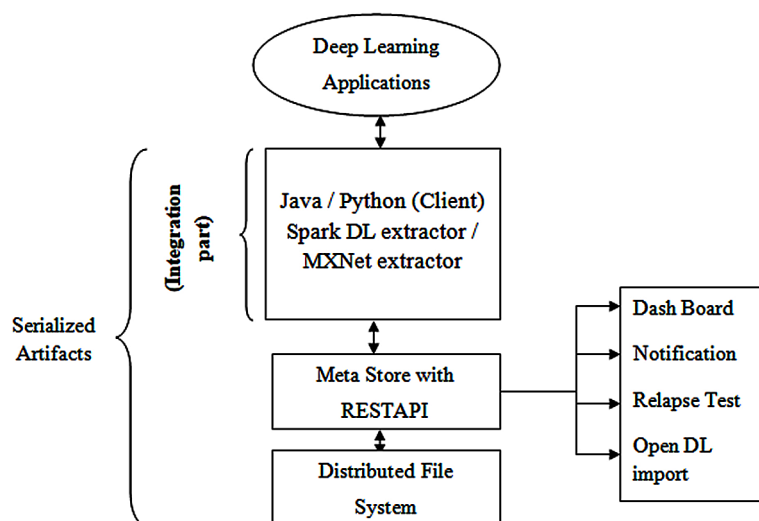 Deep Learning
Applications
Java / Python (Client)
Spark DL extractor /
MXNet extractor
(Integration
part)
Serialized
Artifacts
Meta Store with
RESTAPI
Distributed File
System
Dash Board
Notification
Relapse Test
Open DL
import